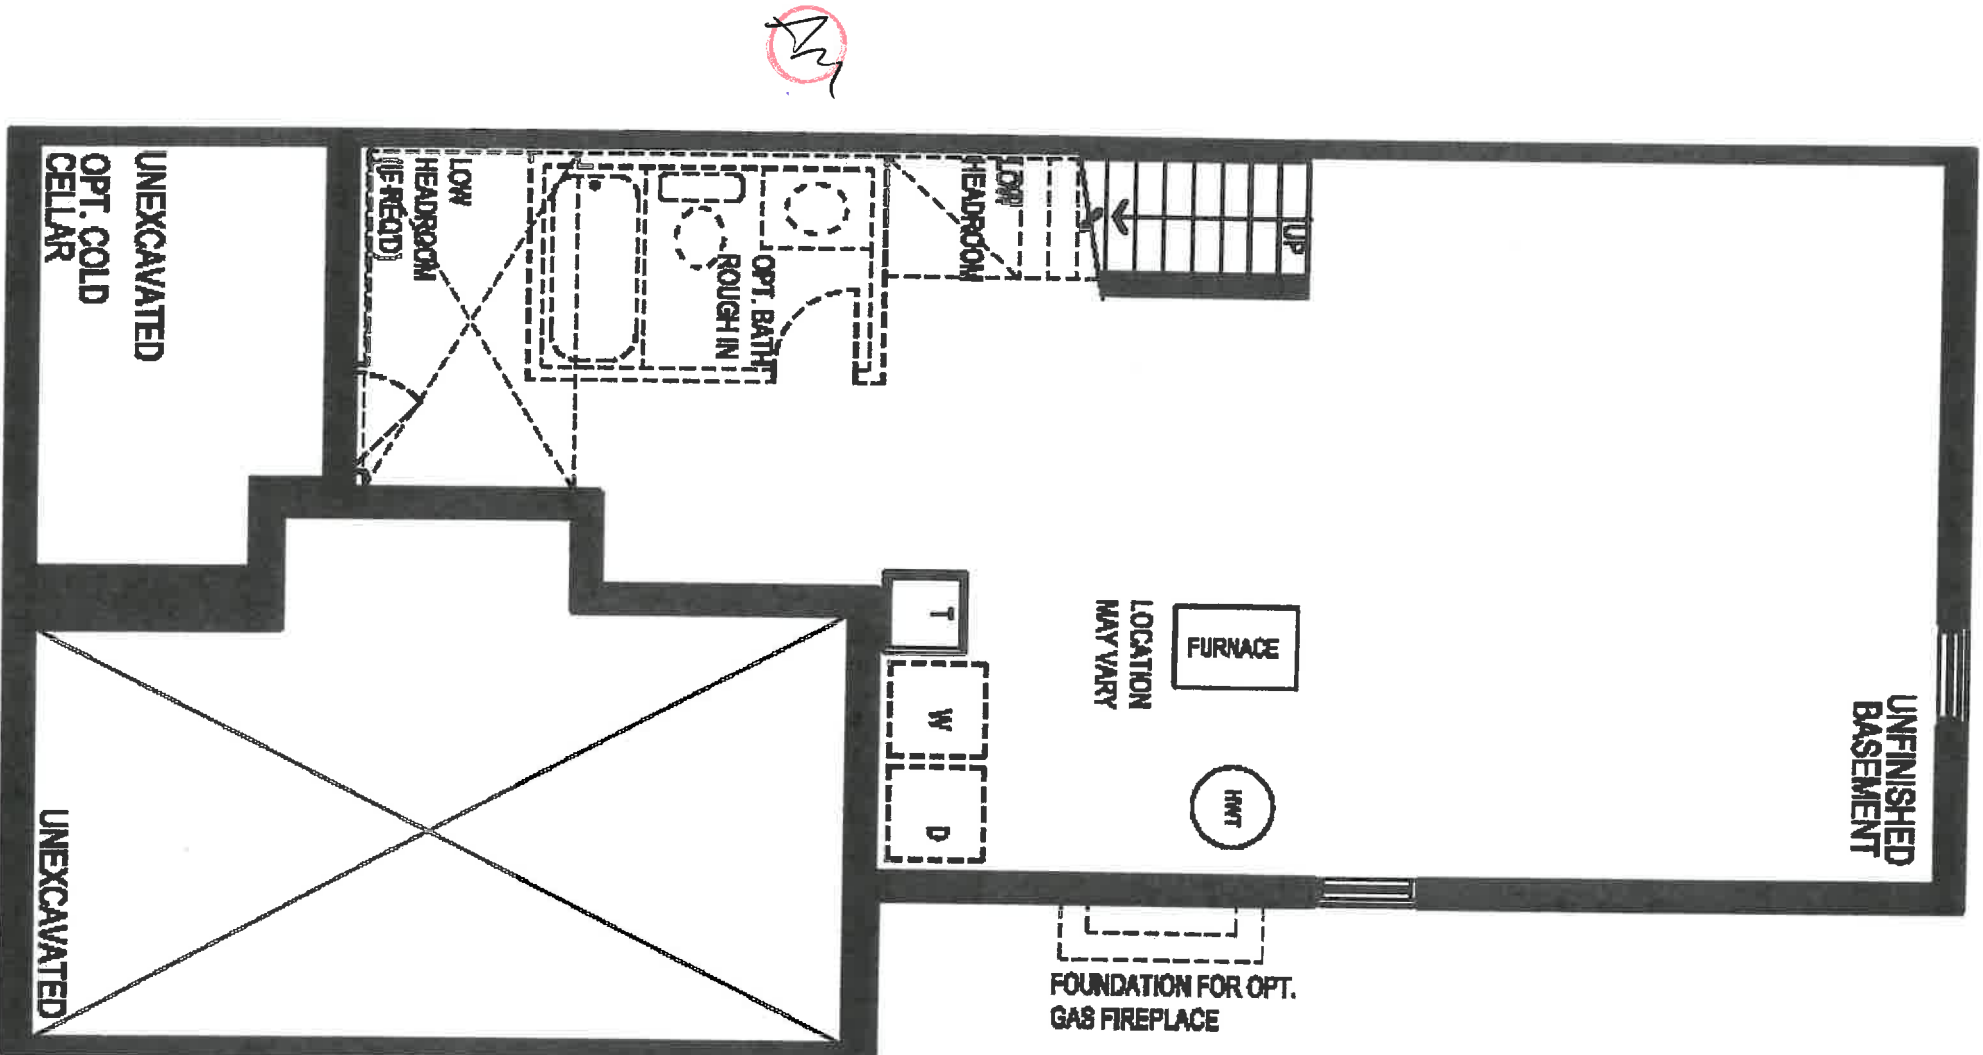 UNEXCAVATED
OPT. COLD
CELLAR
LOW
HEADROOM
(IF REQ'D)
OPT. BATH
ROUGH IN
LOW
HEADROOM
UP
T
W
D
LOCATION
MAY VARY
FURNACE
HWT
UNFINISHED
BASEMENT
UNEXCAVATED
FOUNDATION FOR OPT.
GAS FIREPLACE